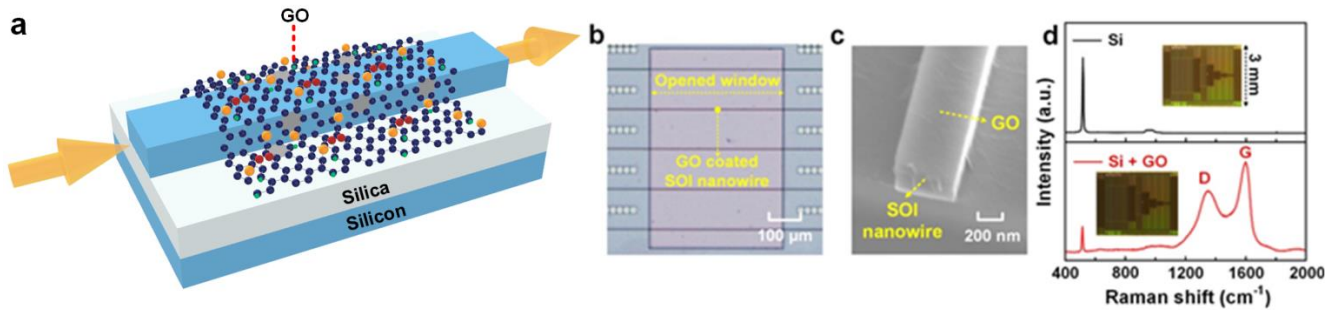 a
GO
Silica
Silicon
b
Opened window
GO coated
SOI nanowire
100 μm
c
GO
SOI
nanowire
200 nm
d
Si
3 mm
Si + GO
D
G
Intensity (a.u.)
400
800
1200
1600
2000
Raman shift (cm⁻¹)